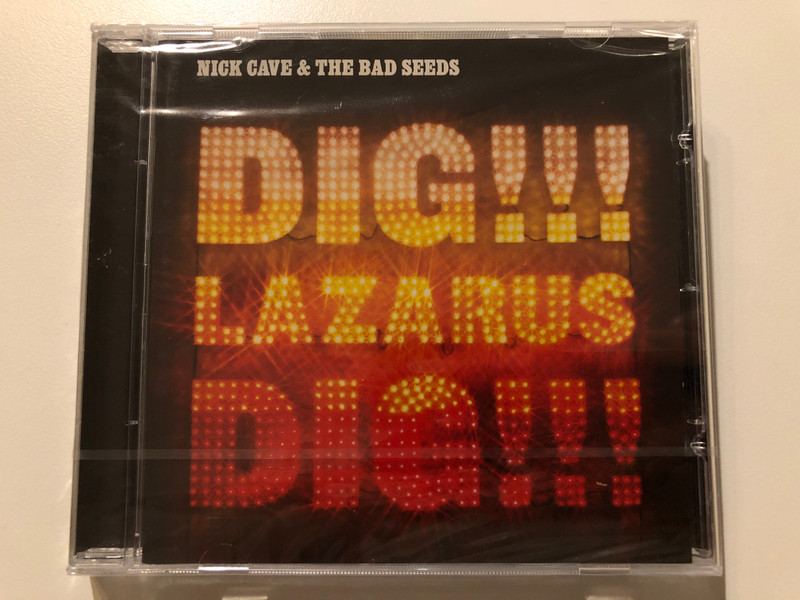 NICK CAVE & THE BAD SEEDS
DIG!!!
LAZARUS
DIG!!!